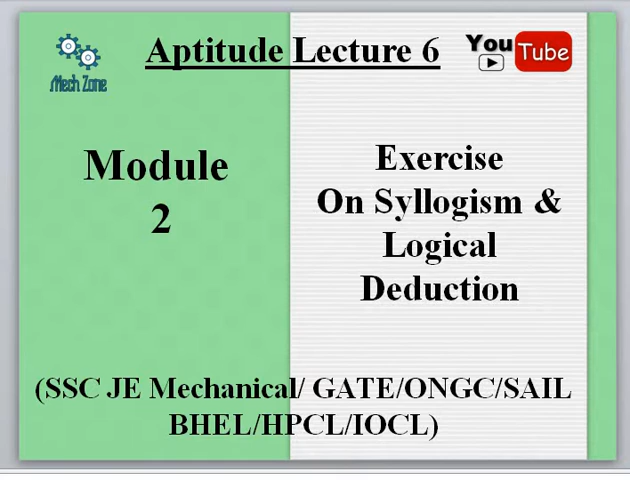 Aptitude Lecture 6
You Tube
Mech Zone
Module
2
Exercise
On Syllogism &
Logical
Deduction
(SSC JE Mechanical/ GATE/ONGC/SAIL
BHEL/HPCL/IOCL)